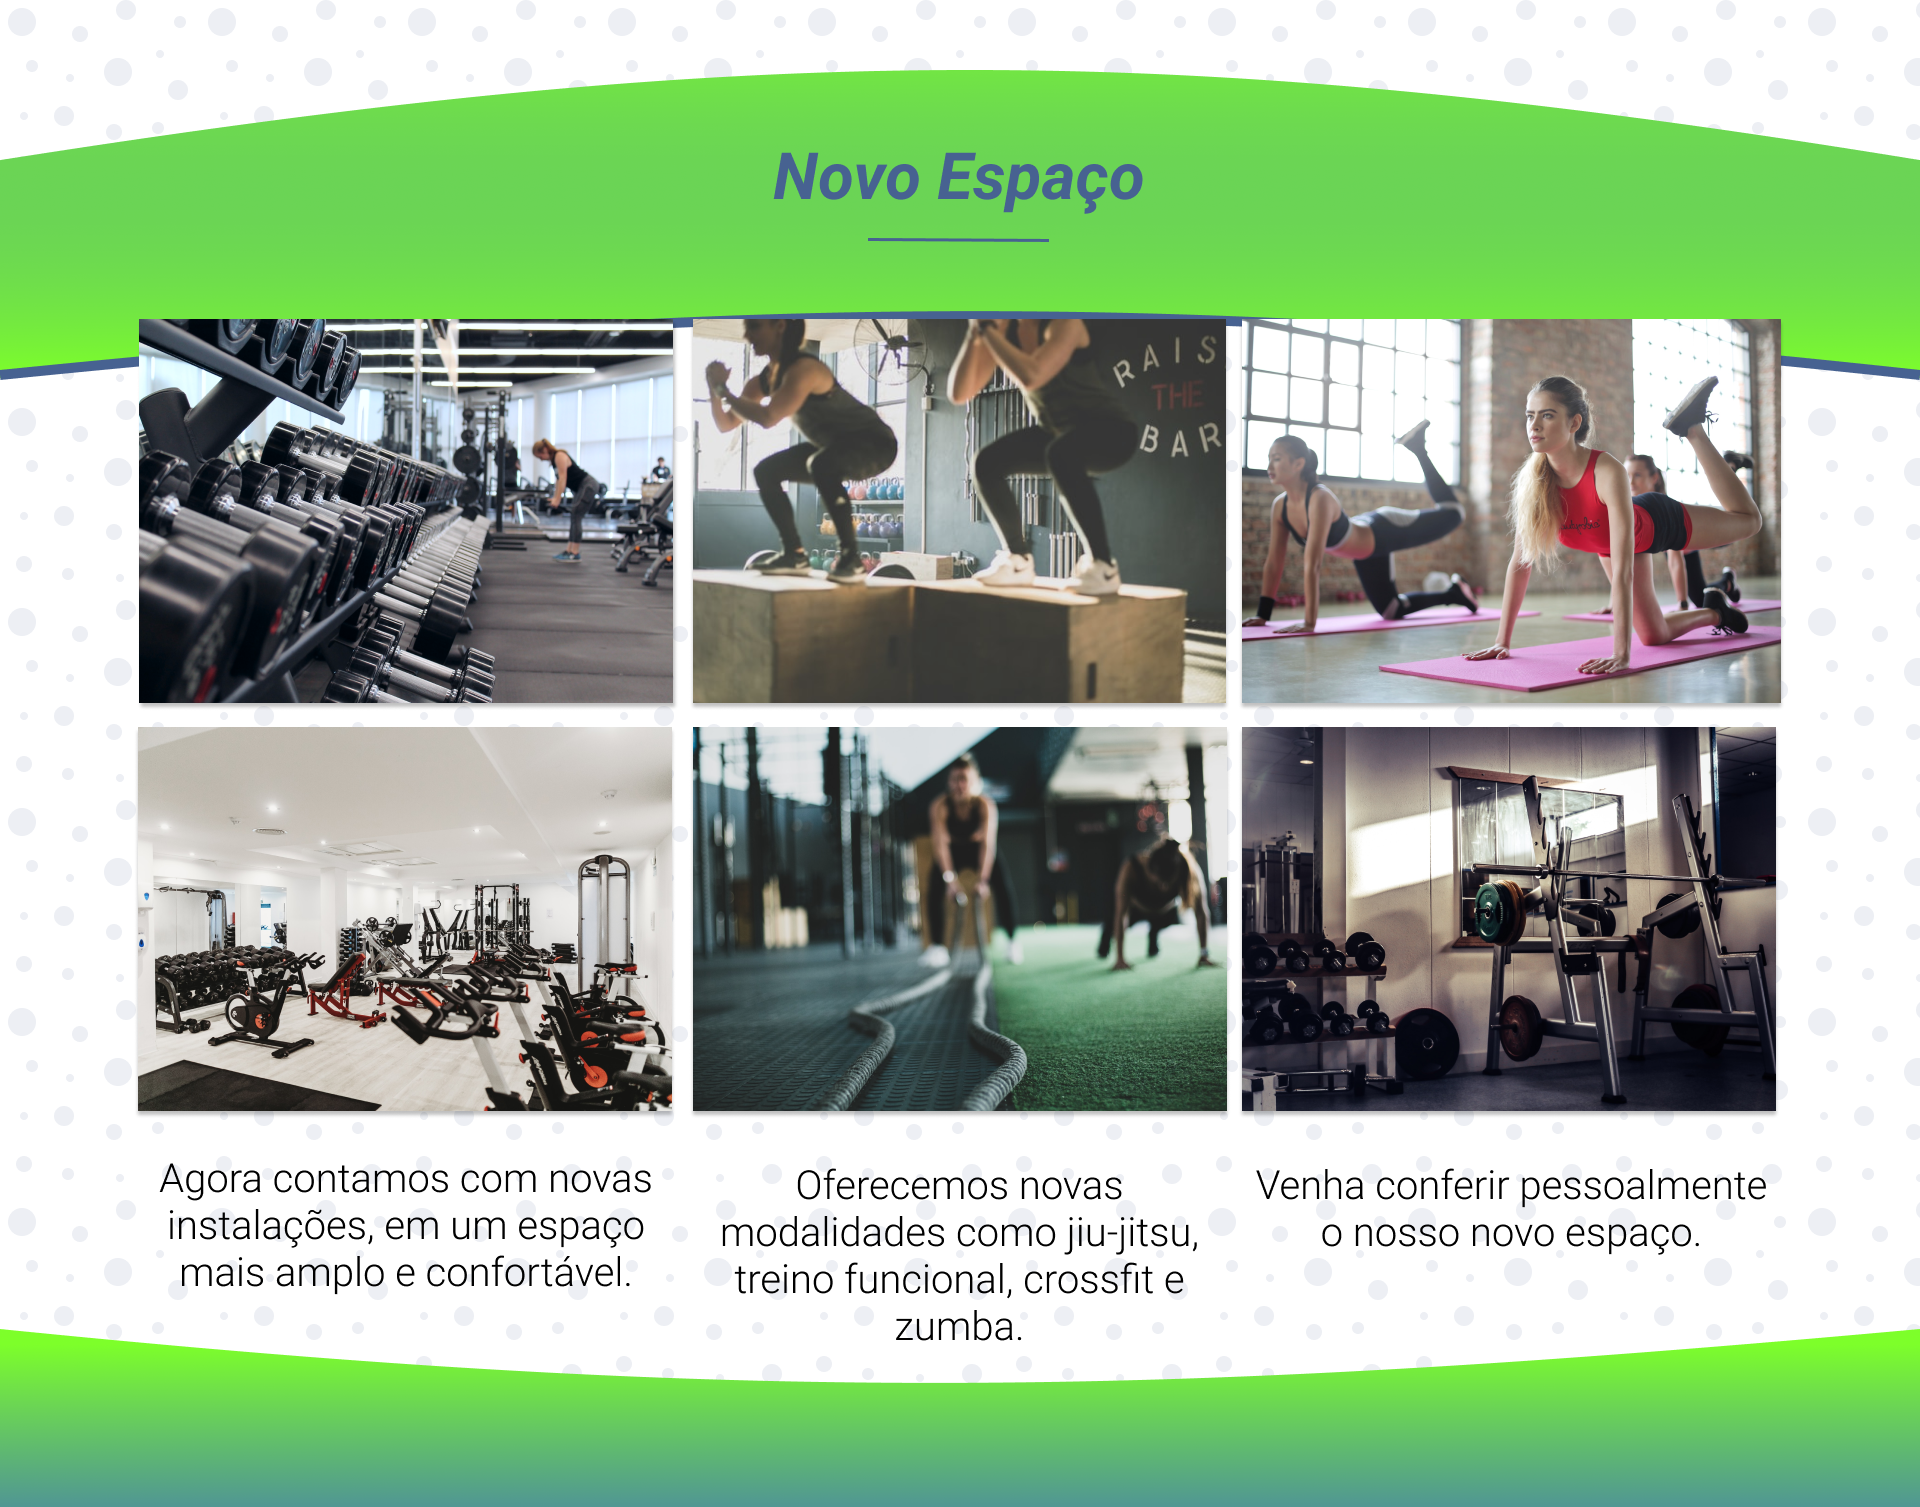 Novo Espaço
RAIS
THE
BAR
Agora contamos com novas
instalações, em um espaço
mais amplo e confortável.
Oferecemos novas
modalidades como jiu-jitsu,
treino funcional, crossfit e
zumba.
Venha conferir pessoalmente
o nosso novo espaço.